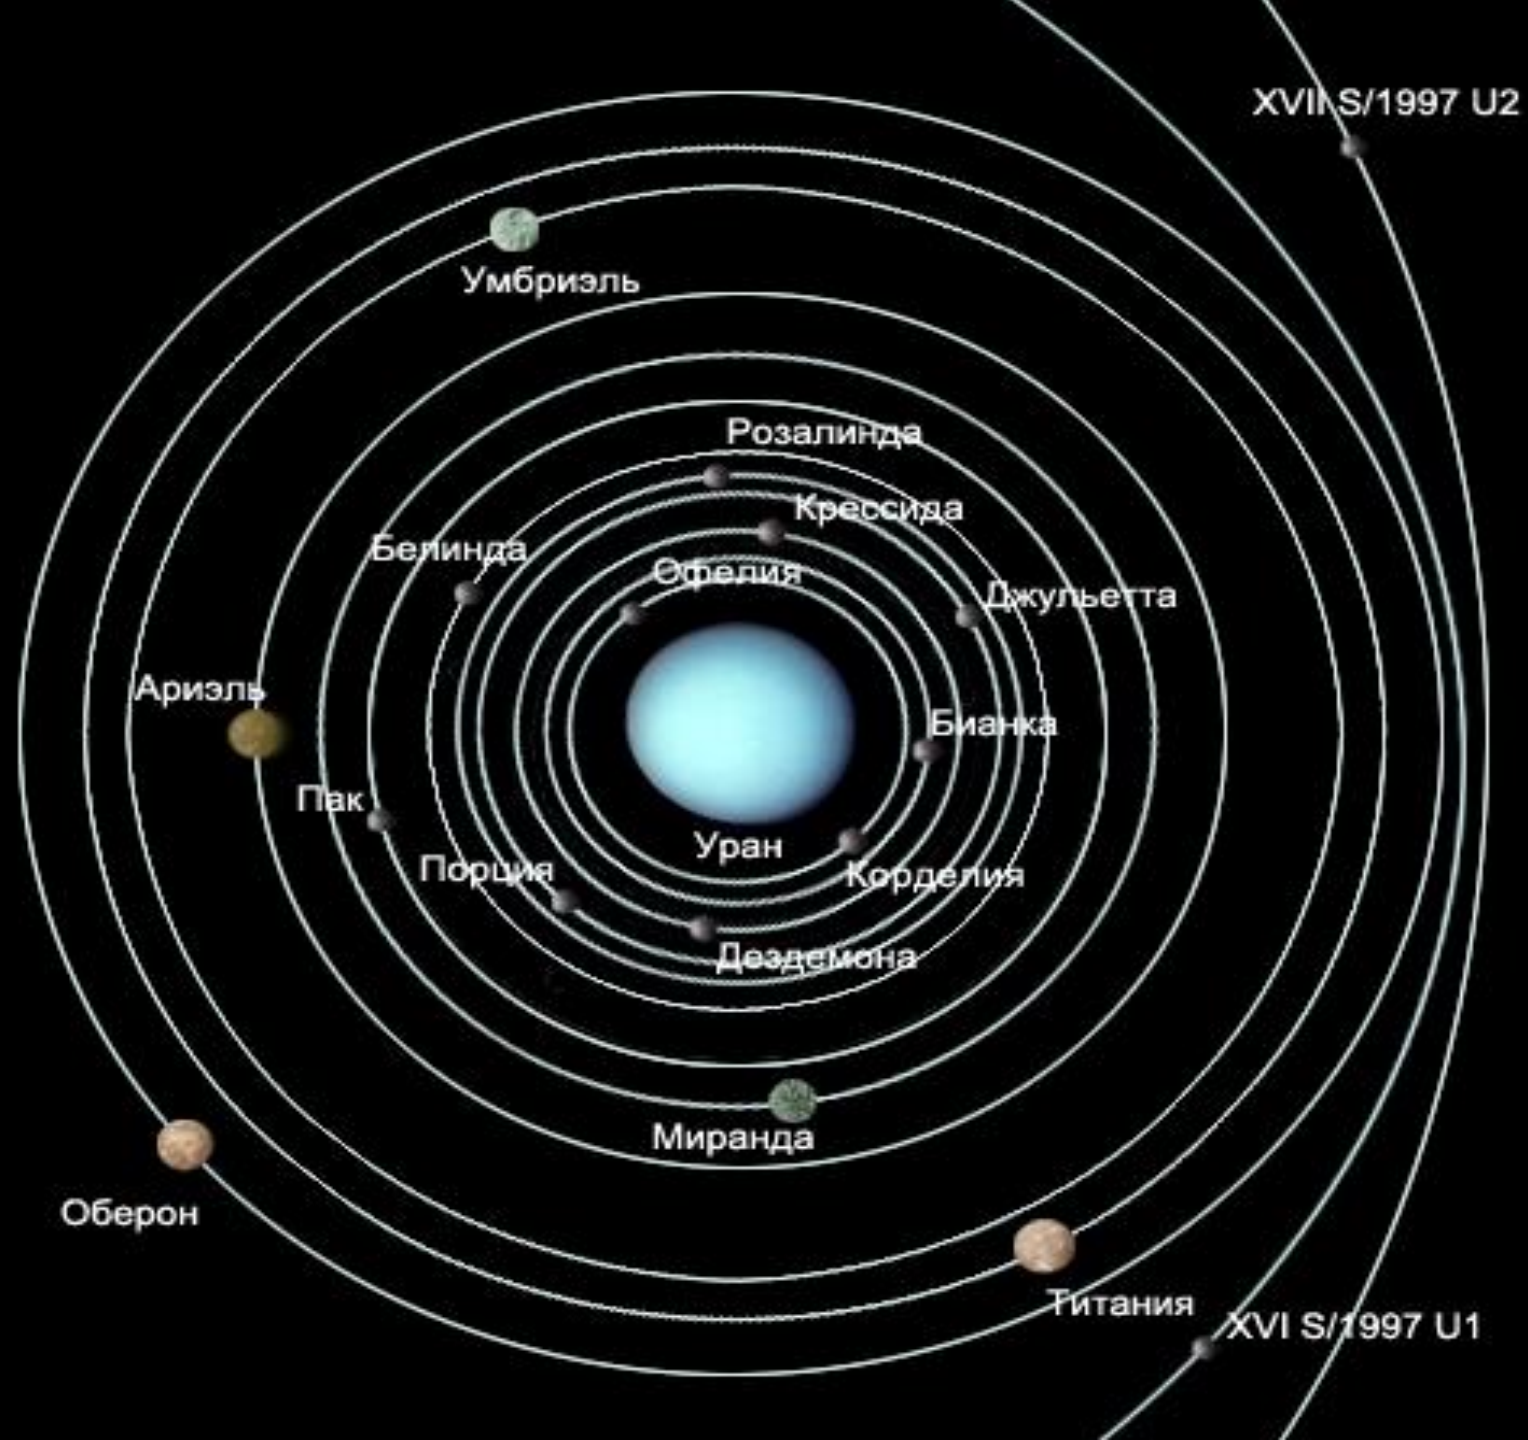 XVII S/1997 U2
Умбриэль
Розалинда
Крессида
Белинда
Офелия
Джульетта
Ариэль
Бианка
Пак
Уран
Порция
Корделия
Дездемона
Миранда
Оберон
Титания
XVI S/1997 U1